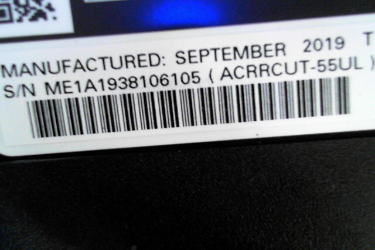 MANUFACTURED: SEPTEMBER 2019 T
S/N ME1A1938106105 ( ACRRCUT-55UL )